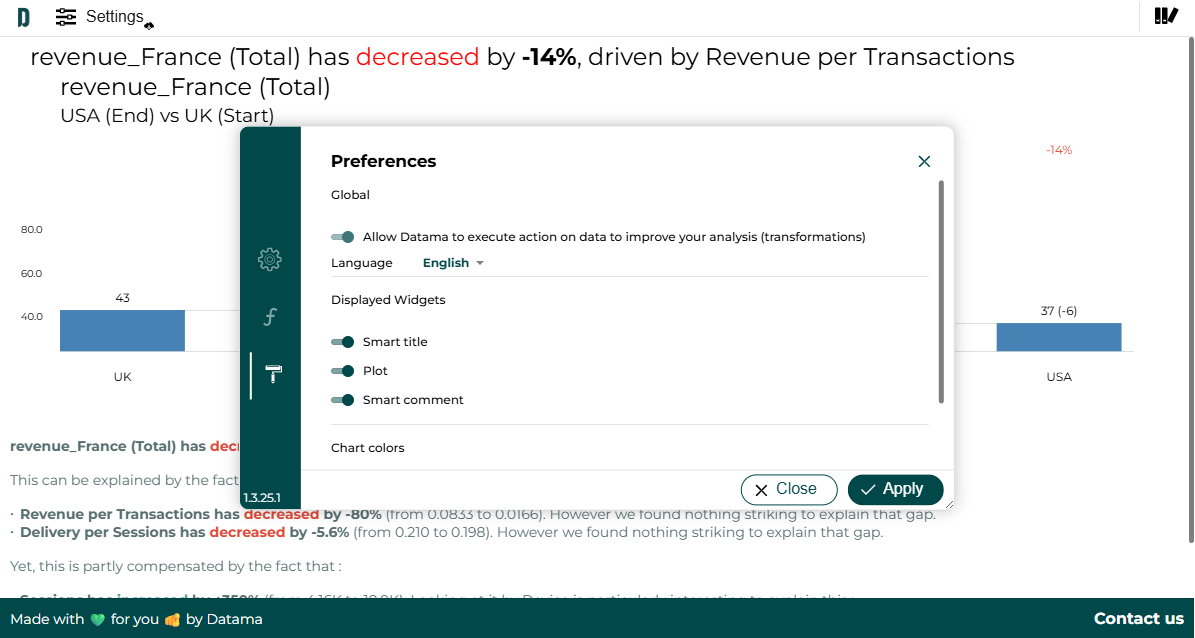 Settings
revenue_France (Total) has decreased by -14%, driven by Revenue per Transactions
revenue_France (Total)
USA (End) vs UK (Start)
-14%
80.0
60.0
40.0
43
UK
37 (-6)
USA
Preferences
Global
Allow Datama to execute action on data to improve your analysis (transformations)
Language English
Displayed Widgets
Smart title
Plot
Smart comment
Chart colors
Close
Apply
1.3.25.1
revenue_France (Total) has
This can be explained by the fact
· Revenue per Transactions has decreased by -80% (from 0.0833 to 0.0166). However we found nothing striking to explain that gap.
· Delivery per Sessions has decreased by -5.6% (from 0.210 to 0.198). However we found nothing striking to explain that gap.
Yet, this is partly compensated by the fact that :
Made with 💚 for you by Datama
Contact us